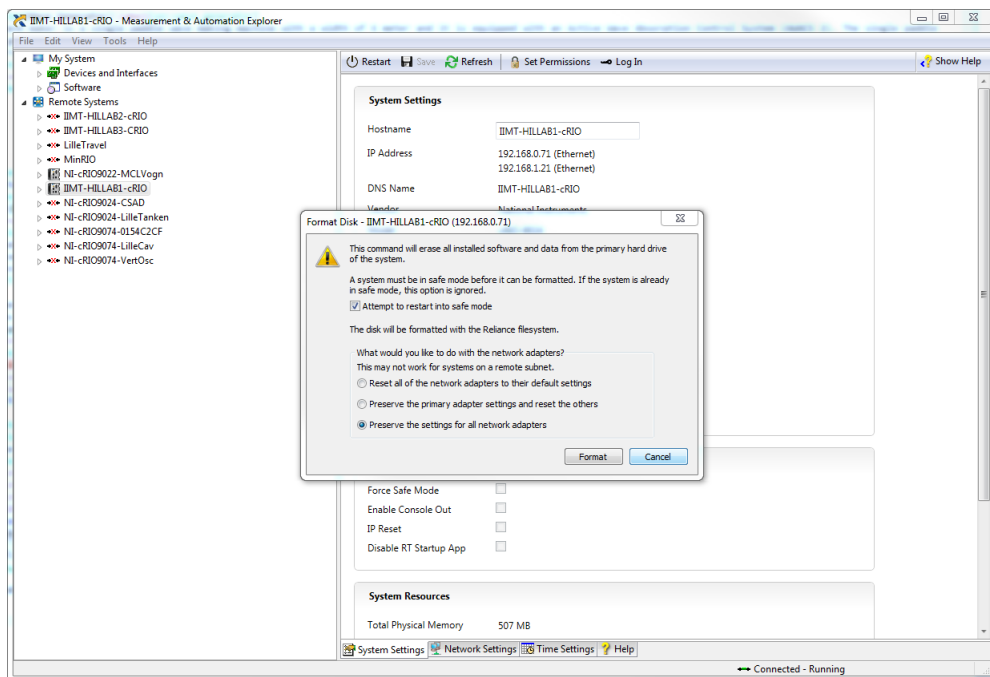 IIMT-HILLAB1-cRIO - Measurement & Automation Explorer
File Edit View Tools Help
My System
Devices and Interfaces
Software
Remote Systems
IIMT-HILLAB2-cRIO
IIMT-HILLAB3-CRIO
LilleTravel
MinRIO
NI-cRIO9022-MCLVogn
IIMT-HILLAB1-cRIO
NI-cRIO9024-CSAD
NI-cRIO9024-LilleTanken
NI-cRIO9074-0154C2CF
NI-cRIO9074-LilleCav
NI-cRIO9074-VertOsc
Restart Save Refresh Set Permissions Log In Show Help
System Settings
Hostname IIMT-HILLAB1-cRIO
IP Address 192.168.0.71 (Ethernet)
192.168.1.21 (Ethernet)
DNS Name IIMT-HILLAB1-cRIO
Vendor National Instruments
Format Disk - IIMT-HILLAB1-cRIO (192.168.0.71)
This command will erase all installed software and data from the primary hard drive
of the system.
A system must be in safe mode before it can be formatted. If the system is already
in safe mode, this option is ignored.
Attempt to restart into safe mode
The disk will be formatted with the Reliance filesystem.
What would you like to do with the network adapters?
This may not work for systems on a remote subnet.
Reset all of the network adapters to their default settings
Preserve the primary adapter settings and reset the others
Preserve the settings for all network adapters
Format Cancel
Force Safe Mode
Enable Console Out
IP Reset
Disable RT Startup App
System Resources
Total Physical Memory 507 MB
System Settings Network Settings Time Settings Help
Connected - Running